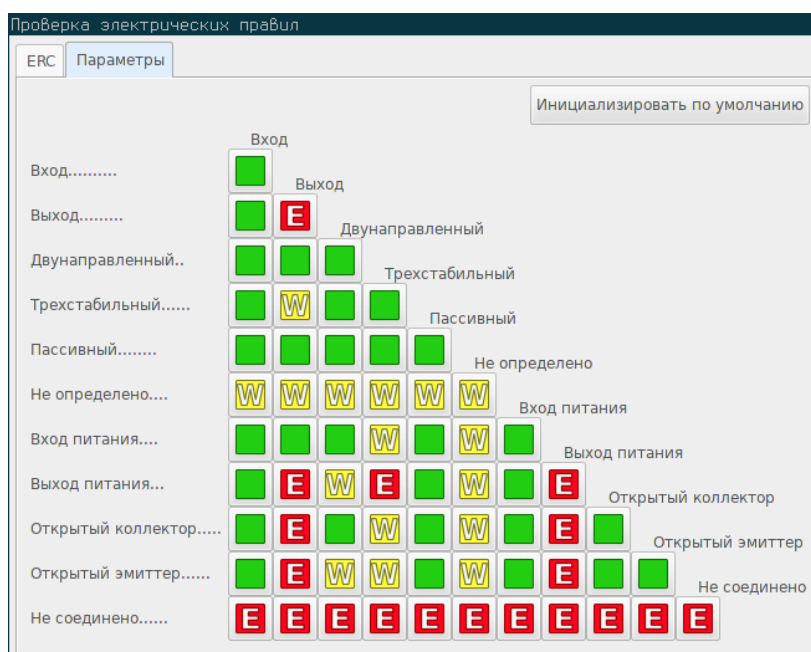 Проверка электрических правил
ERC Параметры
Инициализировать по умолчанию
Вход
Вход..........
Выход
Выход.........
E
Двунаправленный
Двунаправленный..
Трехстабильный
Трехстабильный......
W
Пассивный
Пассивный........
Не определено
Не определено....
W W W W W W
Вход питания
Вход питания....
W W
Выход питания
Выход питания...
E W E W E
Открытый коллектор
Открытый коллектор.....
E W W E
Открытый эмиттер
Открытый эмиттер......
E W W W E
Не соединено
Не соединено......
E E E E E E E E E E E